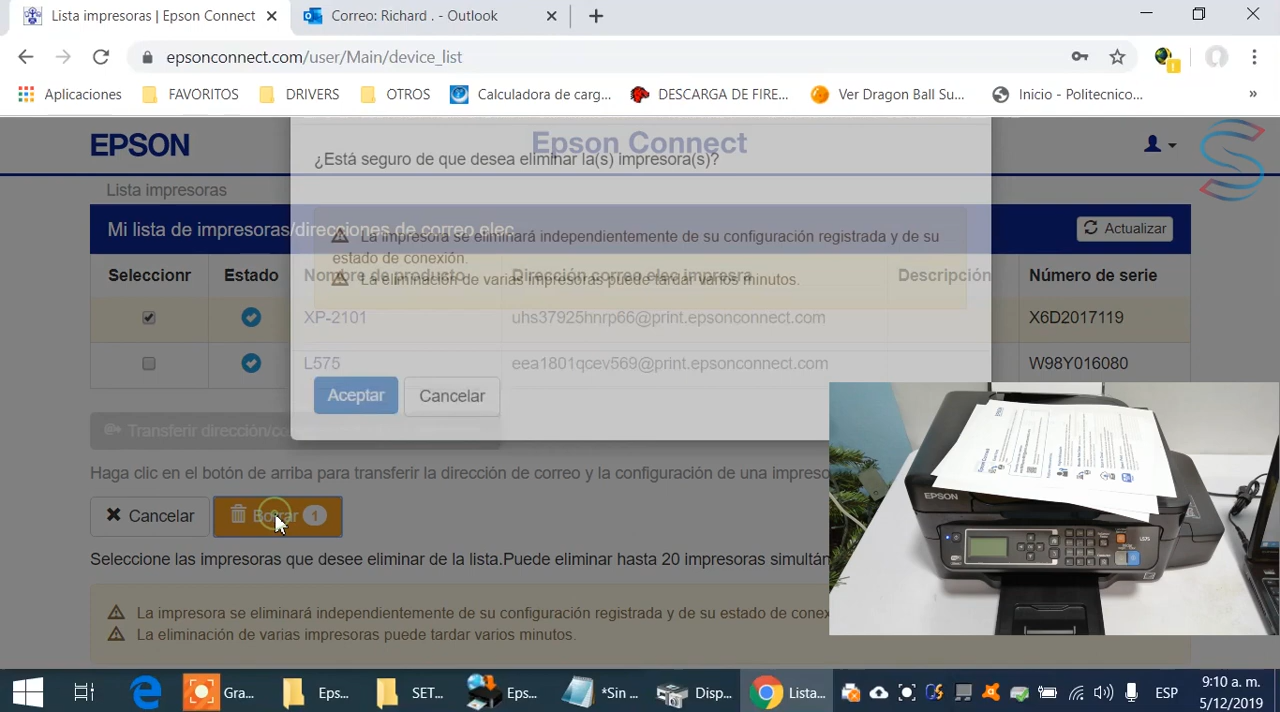 Lista impresoras | Epson Connect
Correo: Richard . - Outlook
epsonconnect.com/user/Main/device_list
Aplicaciones
FAVORITOS
DRIVERS
OTROS
Calculadora de carg...
DESCARGA DE FIRE...
Ver Dragon Ball Su...
Inicio - Politecnico...
»
EPSON
Epson Connect
¿Está seguro de que desea eliminar la(s) impresora(s)?
Lista impresoras
Mi lista de impresoras/direcciones de correo elec
Actualizar
La impresora se eliminará independientemente de su configuración registrada y de su
estado de conexión.
La eliminación de varias impresoras puede tardar varios minutos.
Seleccionr
Estado
Nombre de producto
Dirección correo elec impresra
Descripción
Número de serie
XP-2101
uhs37925hnrp66@print.epsonconnect.com
X6D2017119
L575
eea1801qcev569@print.epsonconnect.com
W98Y016080
Aceptar
Cancelar
Transferir dirección/co
Haga clic en el botón de arriba para transferir la dirección de correo y la configuración de una impreso
Cancelar
Borrar 1
Seleccione las impresoras que desee eliminar de la lista.Puede eliminar hasta 20 impresoras simultán
La impresora se eliminará independientemente de su configuración registrada y de su estado de conex
La eliminación de varias impresoras puede tardar varios minutos.
EPSON
L575
Gra...
Eps...
SET...
Eps...
*Sin ...
Disp...
Lista...
ESP
9:10 a. m.
5/12/2019